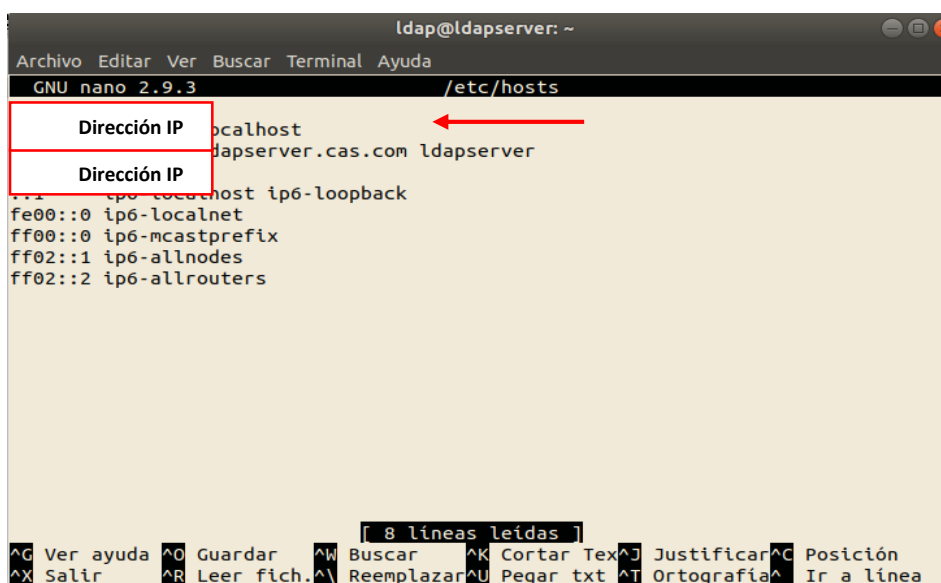 ldap@ldapserver: ~
Archivo Editar Ver Buscar Terminal Ayuda
GNU nano 2.9.3 /etc/hosts
Dirección IP ocalhost
dapserver.cas.com ldapserver
Dirección IP
ip6-localhost ip6-loopback
fe00::0 ip6-localnet
ff00::0 ip6-mcastprefix
ff02::1 ip6-allnodes
ff02::2 ip6-allrouters
[ 8 líneas leídas ]
^G Ver ayuda ^O Guardar ^W Buscar ^K Cortar Tex^J Justificar^C Posición
^X Salir ^R Leer fich.^\ Reemplazar^U Pegar txt ^T Ortografía^ Ir a línea